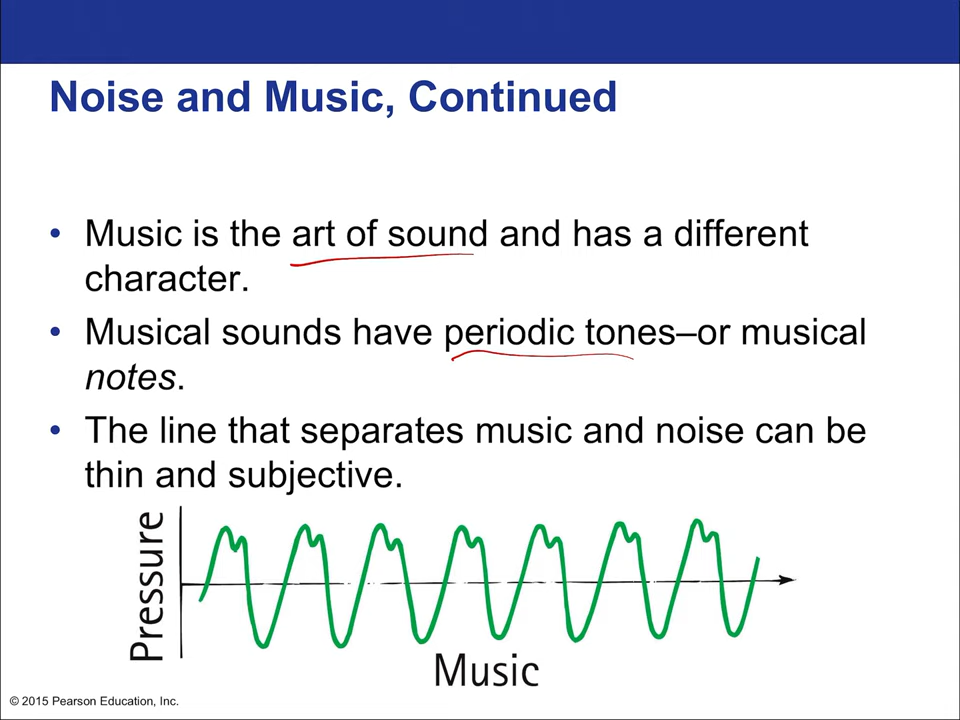 Noise and Music, Continued
• Music is the art of sound and has a different
character.
• Musical sounds have periodic tones–or musical
notes.
• The line that separates music and noise can be
thin and subjective.
Pressure
Music
© 2015 Pearson Education, Inc.